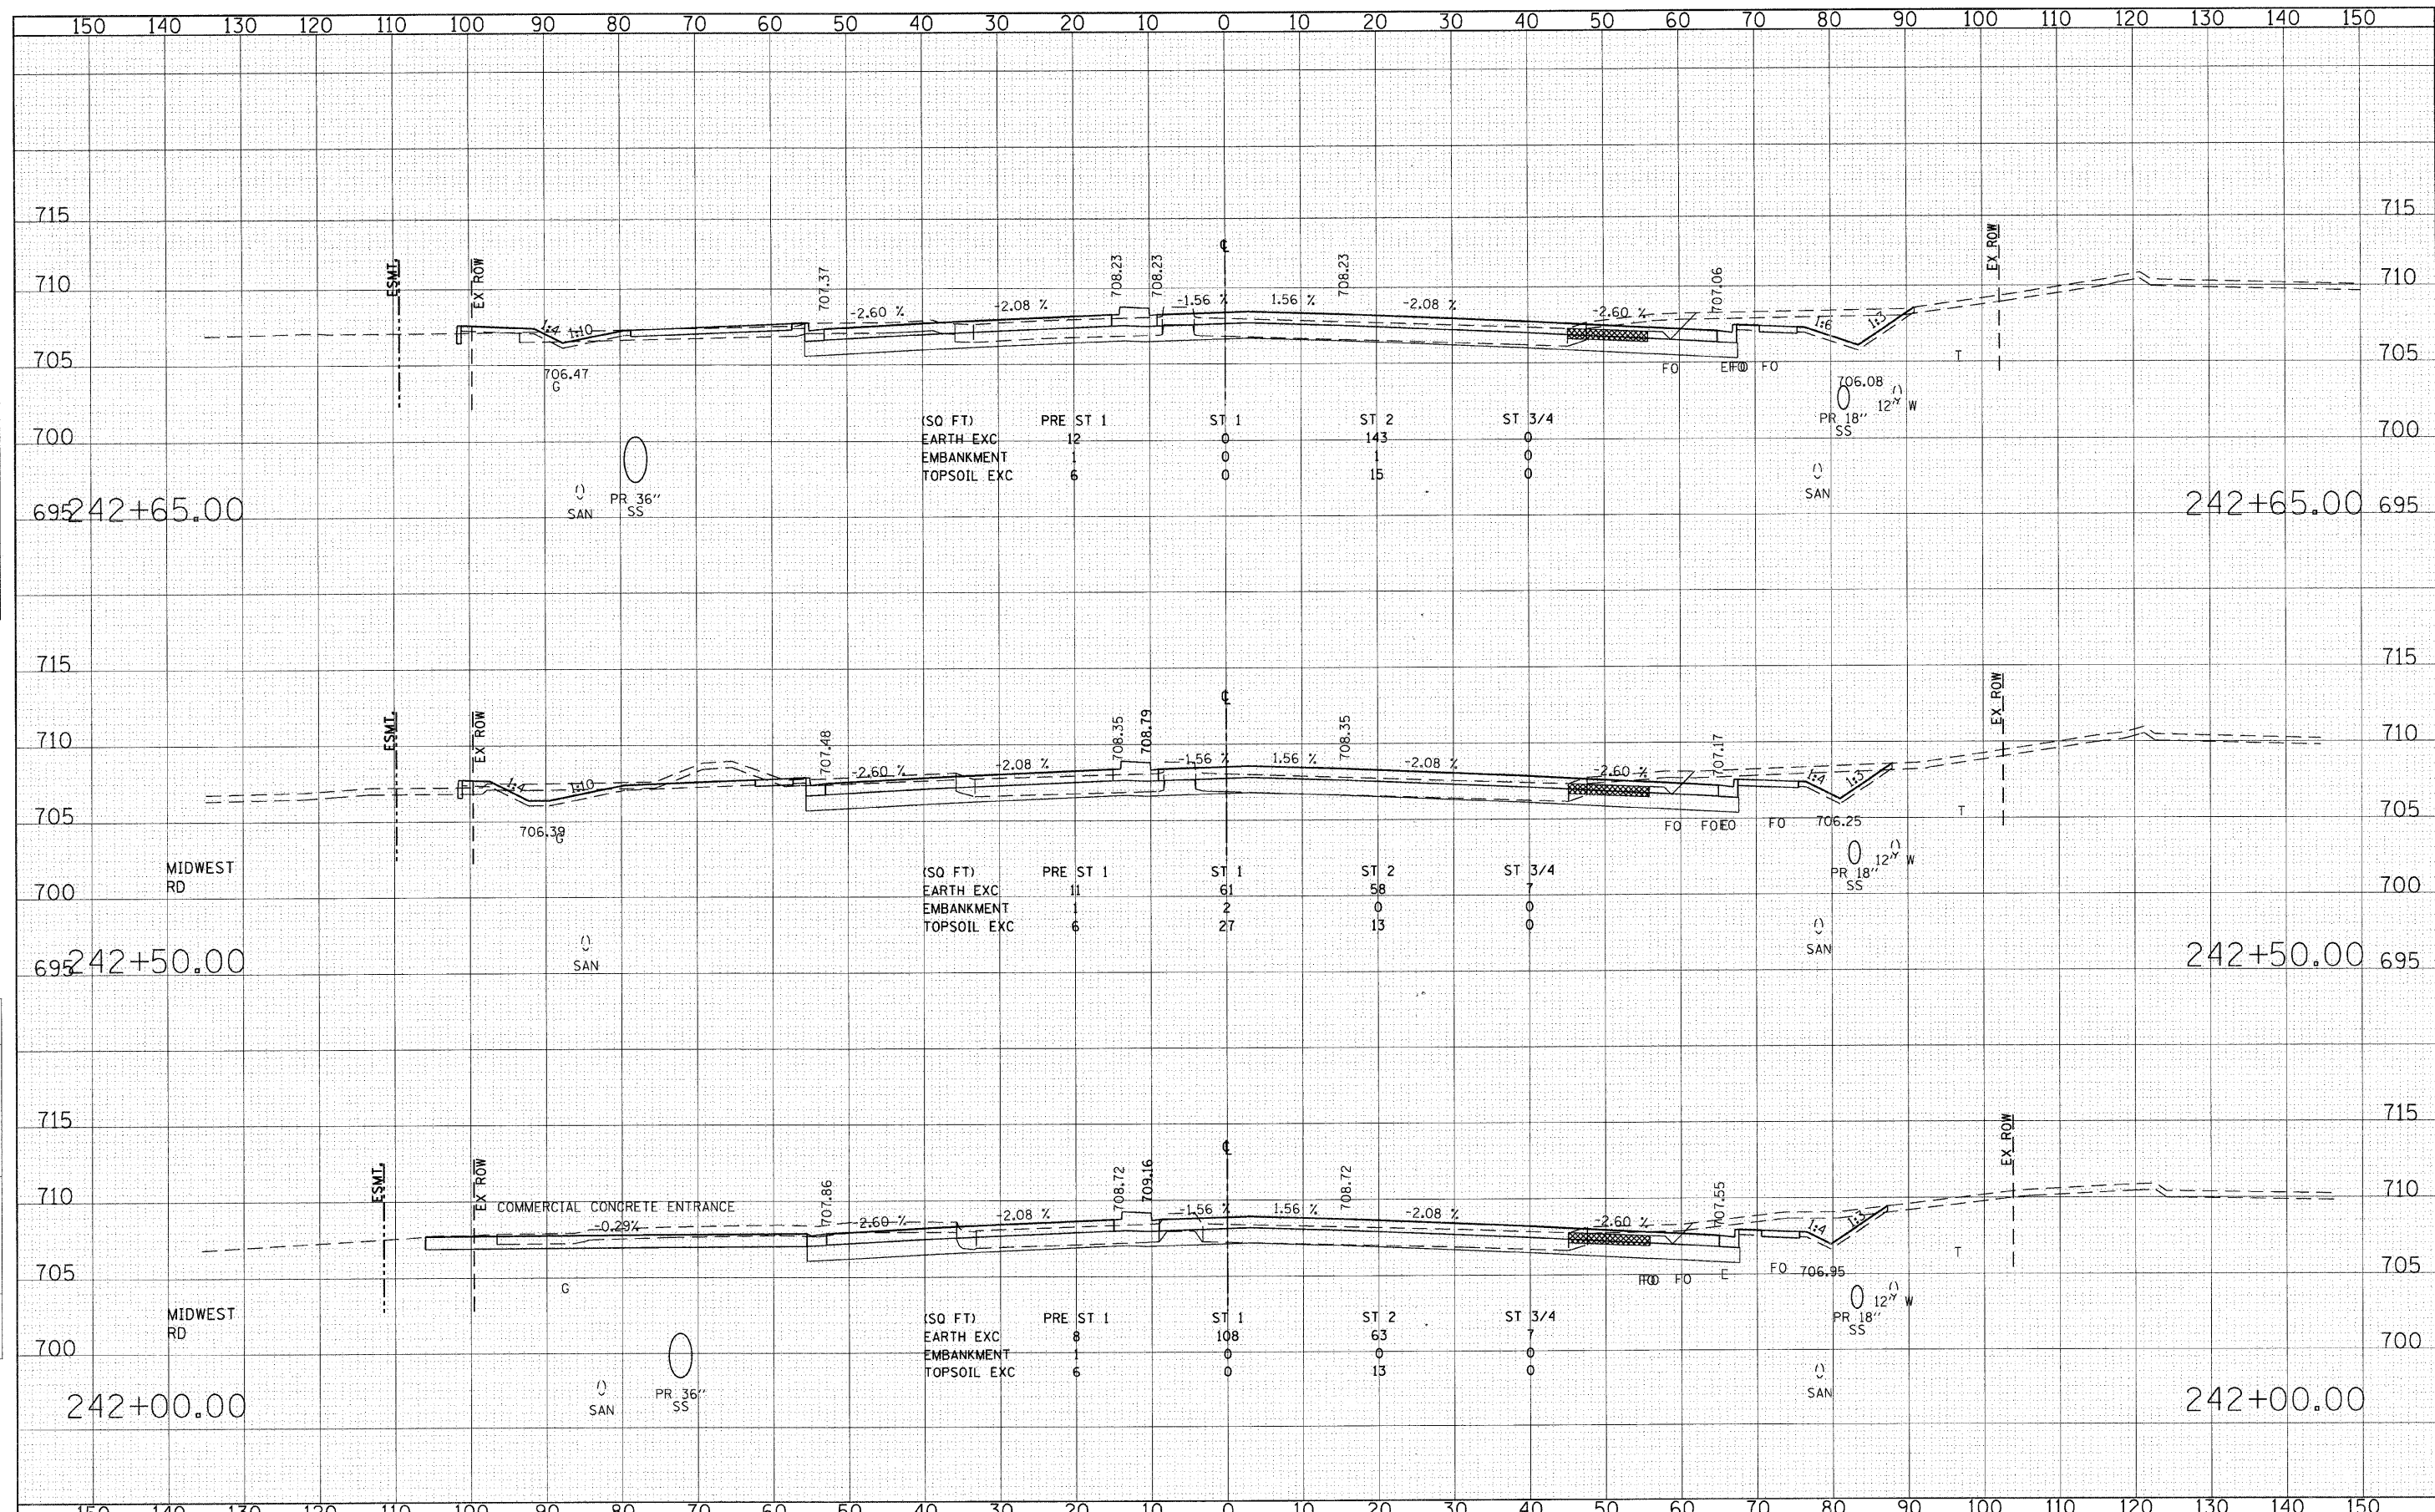 150 140 130 120 110 100 90 80 70 60 50 40 30 20 10 0 10 20 30 40 50 60 70 80 90 100 110 120 130 140 150
715 715
ESMT. EX ROW 707.37 708.23 708.23 ℄ 708.23 707.06 EX ROW
710 710
1:4 1:10 -2.60 % -2.08 % -1.56 % 1.56 % -2.08 % -2.60 % 1:6 1:3
705 705
706.47 FO FO T
G 706.08
12" W
PR 18"
SS
(SQ FT) PRE ST 1 ST 1 ST 2 ST 3/4
700 EARTH EXC 12 0 143 0 700
EMBANKMENT 1 0 1 0
TOPSOIL EXC 6 0 15 0
SAN PR 36" SAN
SS
695 242+65.00 242+65.00 695
715 715
ESMT. EX ROW 707.48 708.35 708.79 ℄ 708.35 707.17 EX ROW
710 710
1:4 1:10 -2.60 % -2.08 % -1.56 % 1.56 % -2.08 % -2.60 % 1:4 1:3
705 705
706.39 FO FO 706.25 T
G
12" W
PR 18"
SS
MIDWEST
RD
(SQ FT) PRE ST 1 ST 1 ST 2 ST 3/4
700 EARTH EXC 11 61 58 7 700
EMBANKMENT 1 2 0 0
TOPSOIL EXC 6 27 13 0
SAN SAN
695 242+50.00 242+50.00 695
715 715
ESMT. EX ROW 707.86 708.72 709.16 ℄ 708.72 707.55 EX ROW
710 710
COMMERCIAL CONCRETE ENTRANCE
-0.29% -2.60 % -2.08 % -1.56 % 1.56 % -2.08 % -2.60 % 1:4 1:3
705 705
G FO E FO 706.95 T
12" W
PR 18"
SS
MIDWEST
RD
(SQ FT) PRE ST 1 ST 1 ST 2 ST 3/4
700 EARTH EXC 8 108 63 7 700
EMBANKMENT 1 0 0 0
TOPSOIL EXC 6 0 13 0
SAN PR 36" SAN
SS
242+00.00 242+00.00
150 140 130 120 110 100 90 80 70 60 50 40 30 20 10 0 10 20 30 40 50 60 70 80 90 100 110 120 130 140 150